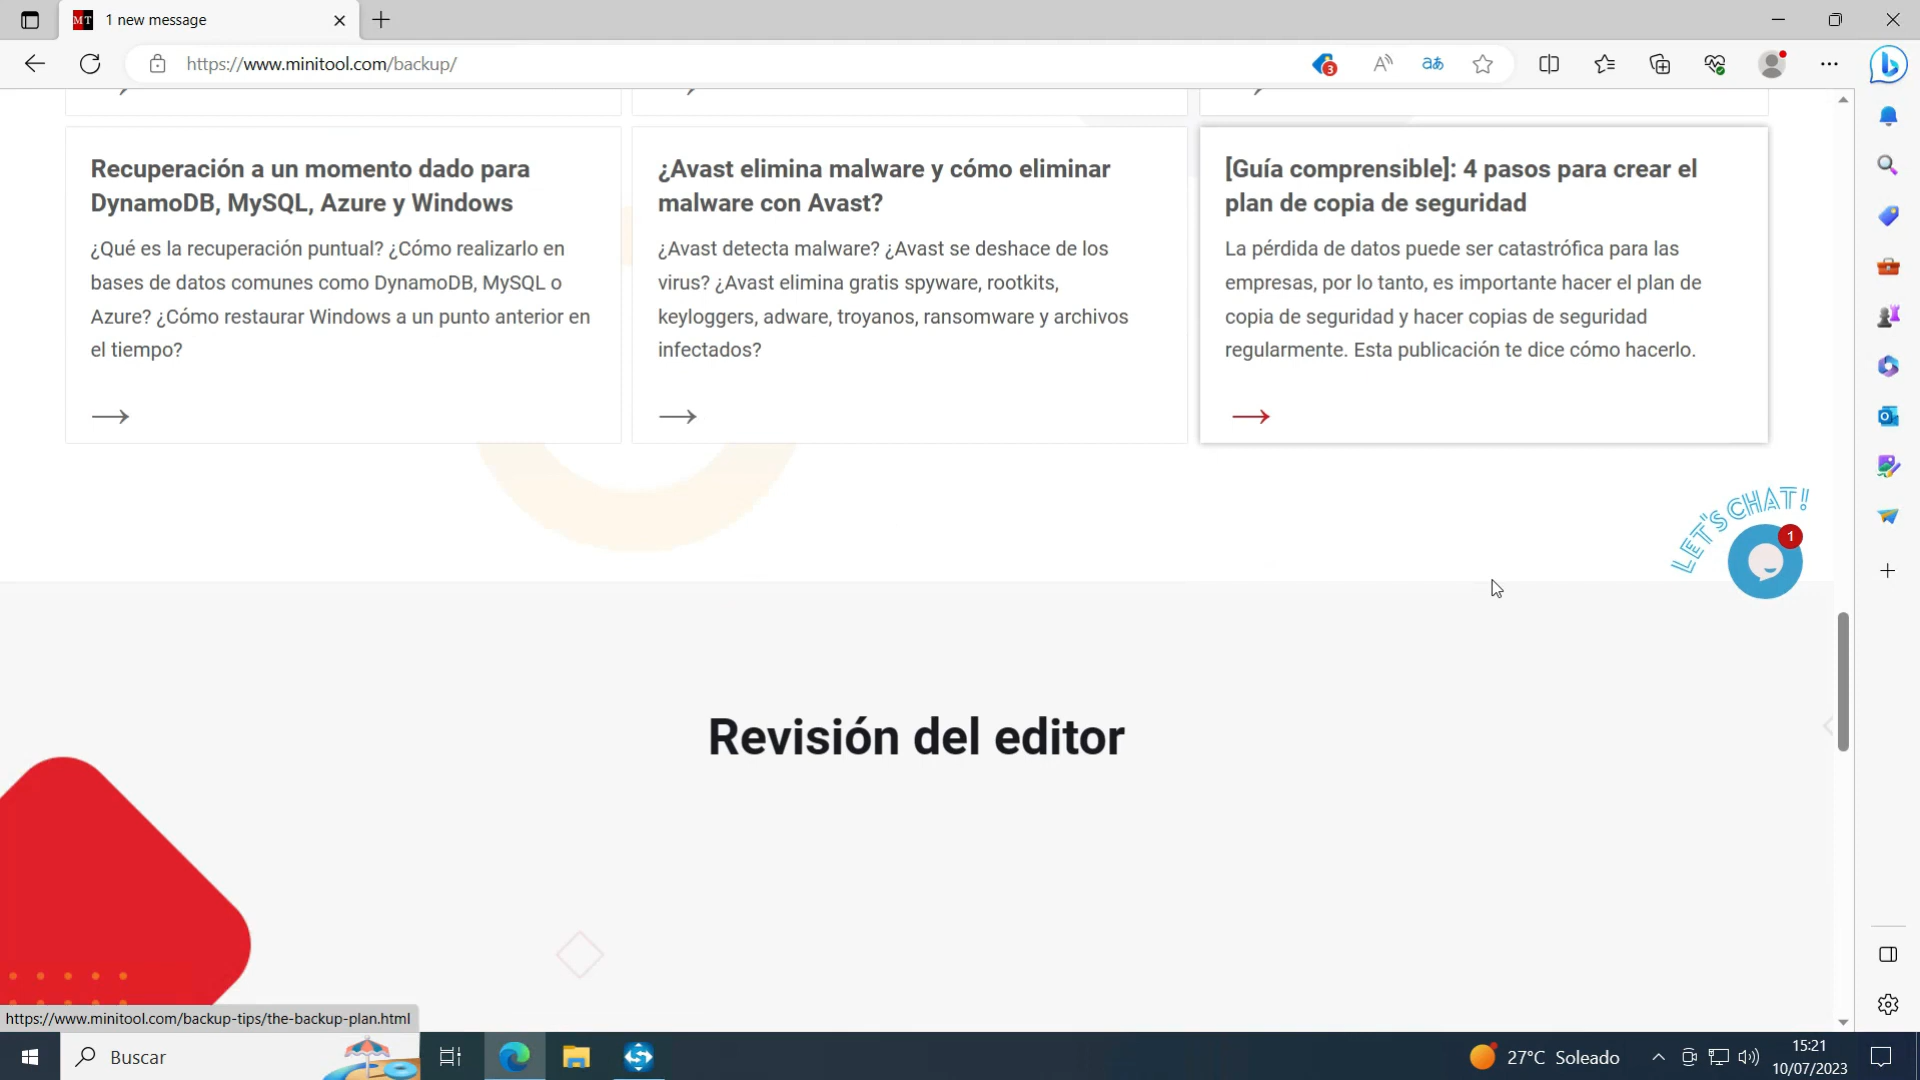 MT 1 new message
https://www.minitool.com/backup/
3
A
aあ
Recuperación a un momento dado para
DynamoDB, MySQL, Azure y Windows
¿Qué es la recuperación puntual? ¿Cómo realizarlo en
bases de datos comunes como DynamoDB, MySQL o
Azure? ¿Cómo restaurar Windows a un punto anterior en
el tiempo?
¿Avast elimina malware y cómo eliminar
malware con Avast?
¿Avast detecta malware? ¿Avast se deshace de los
virus? ¿Avast elimina gratis spyware, rootkits,
keyloggers, adware, troyanos, ransomware y archivos
infectados?
[Guía comprensible]: 4 pasos para crear el
plan de copia de seguridad
La pérdida de datos puede ser catastrófica para las
empresas, por lo tanto, es importante hacer el plan de
copia de seguridad y hacer copias de seguridad
regularmente. Esta publicación te dice cómo hacerlo.
LET'S CHAT!
1
Revisión del editor
https://www.minitool.com/backup-tips/the-backup-plan.html
Buscar
27°C Soleado
15:21
10/07/2023